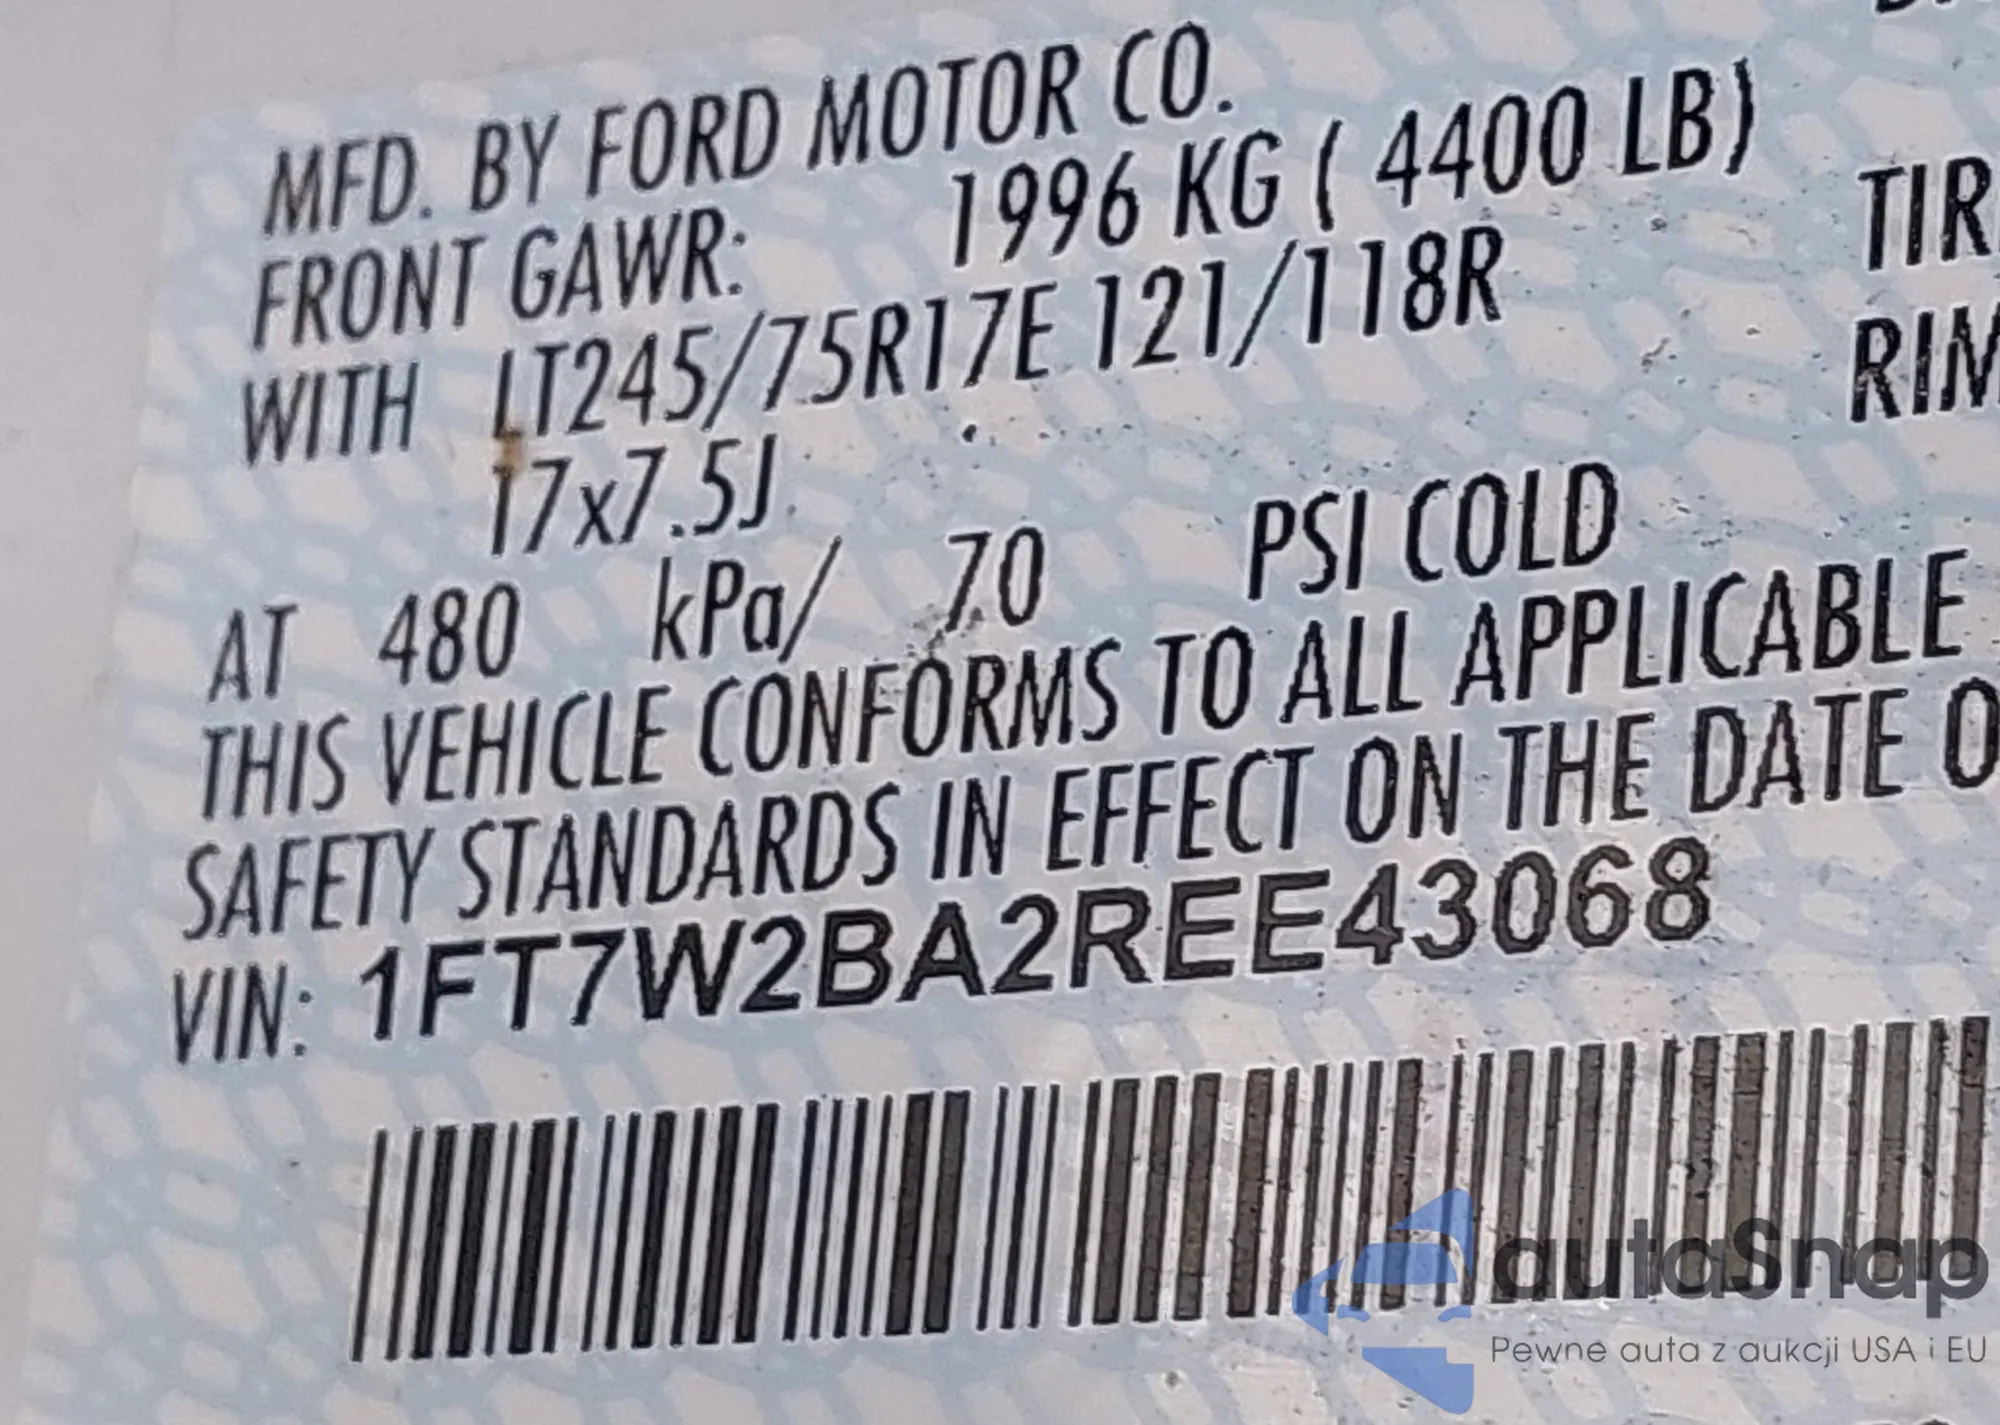 MFD. BY FORD MOTOR CO.
FRONT GAWR: 1996 KG ( 4400 LB)
WITH LT245/75R17E 121/118R
TIR
17x7.5J
RIM
AT 480 kPa/ 70 PSI COLD
THIS VEHICLE CONFORMS TO ALL APPLICABLE
SAFETY STANDARDS IN EFFECT ON THE DATE O
VIN: 1FT7W2BA2REE43068
autaSnap
Pewne auta z aukcji USA i EU